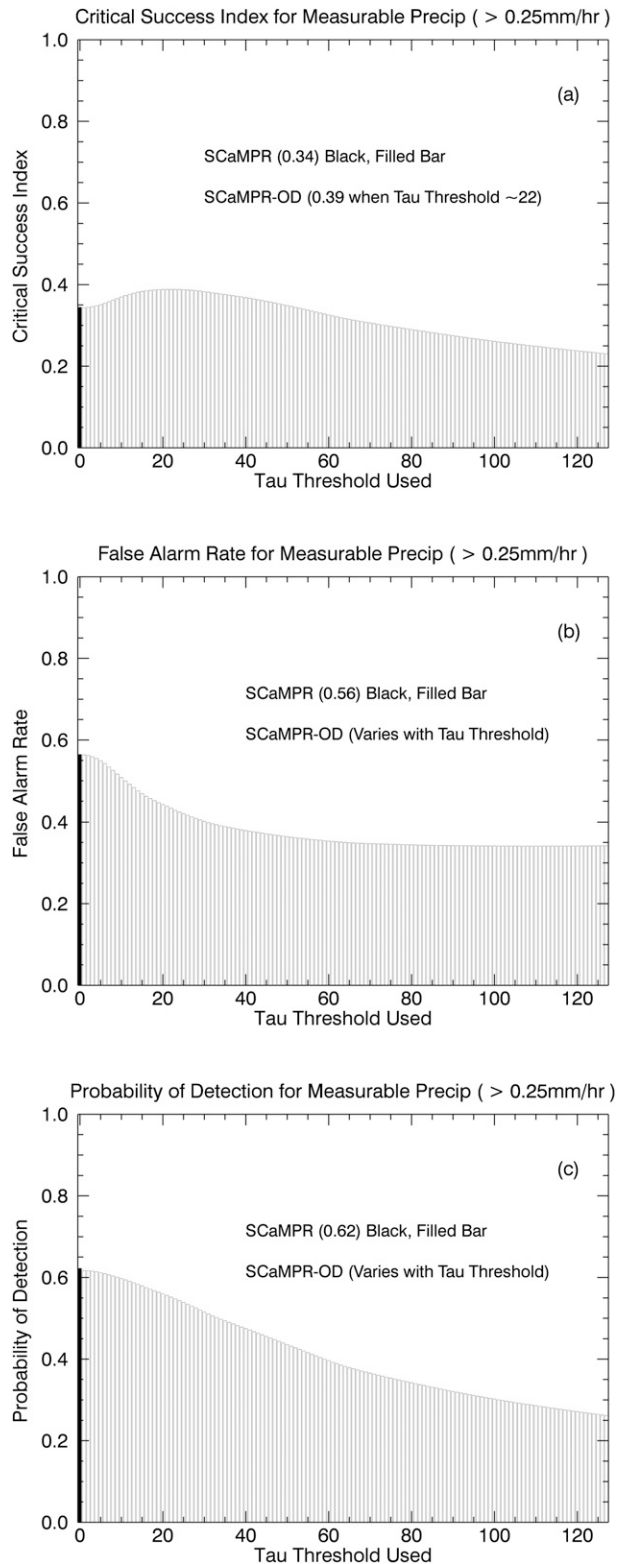 Critical Success Index for Measurable Precip ( > 0.25mm/hr )
1.0
(a)
0.8
SCaMPR (0.34) Black, Filled Bar
0.6
SCaMPR-OD (0.39 when Tau Threshold ~22)
Critical Success Index
0.4
0.2
0.0
0 20 40 60 80 100 120
Tau Threshold Used
False Alarm Rate for Measurable Precip ( > 0.25mm/hr )
1.0
(b)
0.8
SCaMPR (0.56) Black, Filled Bar
0.6
SCaMPR-OD (Varies with Tau Threshold)
False Alarm Rate
0.4
0.2
0.0
0 20 40 60 80 100 120
Tau Threshold Used
Probability of Detection for Measurable Precip ( > 0.25mm/hr )
1.0
(c)
0.8
SCaMPR (0.62) Black, Filled Bar
0.6
SCaMPR-OD (Varies with Tau Threshold)
Probability of Detection
0.4
0.2
0.0
0 20 40 60 80 100 120
Tau Threshold Used